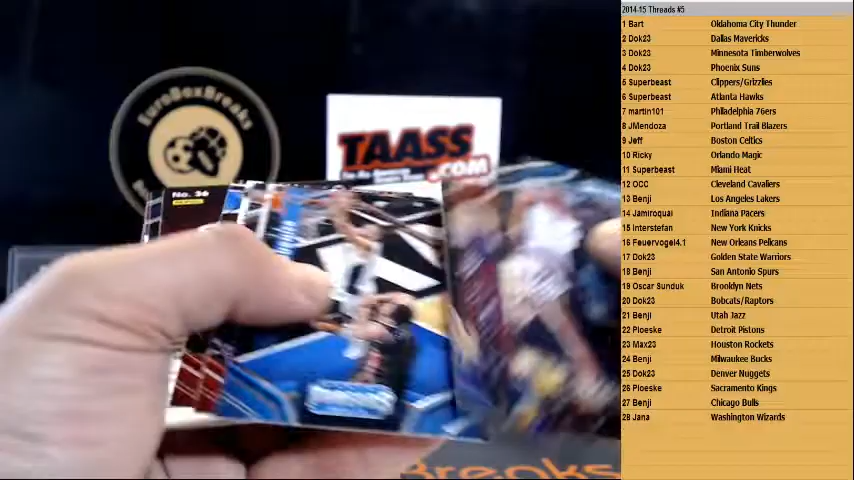 EuroBoxBreaks
TAASS
.COM
No. 36
Breaks
2014-15 Threads #5
1 Bart Oklahoma City Thunder
2 Dok23 Dallas Mavericks
3 Dok23 Minnesota Timberwolves
4 Dok23 Phoenix Suns
5 Superbeast Clippers/Grizzlies
6 Superbeast Atlanta Hawks
7 martin101 Philadelphia 76ers
8 JMendoza Portland Trail Blazers
9 Jeff Boston Celtics
10 Ricky Orlando Magic
11 Superbeast Miami Heat
12 OCC Cleveland Cavaliers
13 Benji Los Angeles Lakers
14 Jamiroquai Indiana Pacers
15 Interstefan New York Knicks
16 Feuervogel4.1 New Orleans Pelicans
17 Dok23 Golden State Warriors
18 Benji San Antonio Spurs
19 Oscar Sunduk Brooklyn Nets
20 Dok23 Bobcats/Raptors
21 Benji Utah Jazz
22 Ploeske Detroit Pistons
23 Max23 Houston Rockets
24 Benji Milwaukee Bucks
25 Dok23 Denver Nuggets
26 Ploeske Sacramento Kings
27 Benji Chicago Bulls
28 Jana Washington Wizards